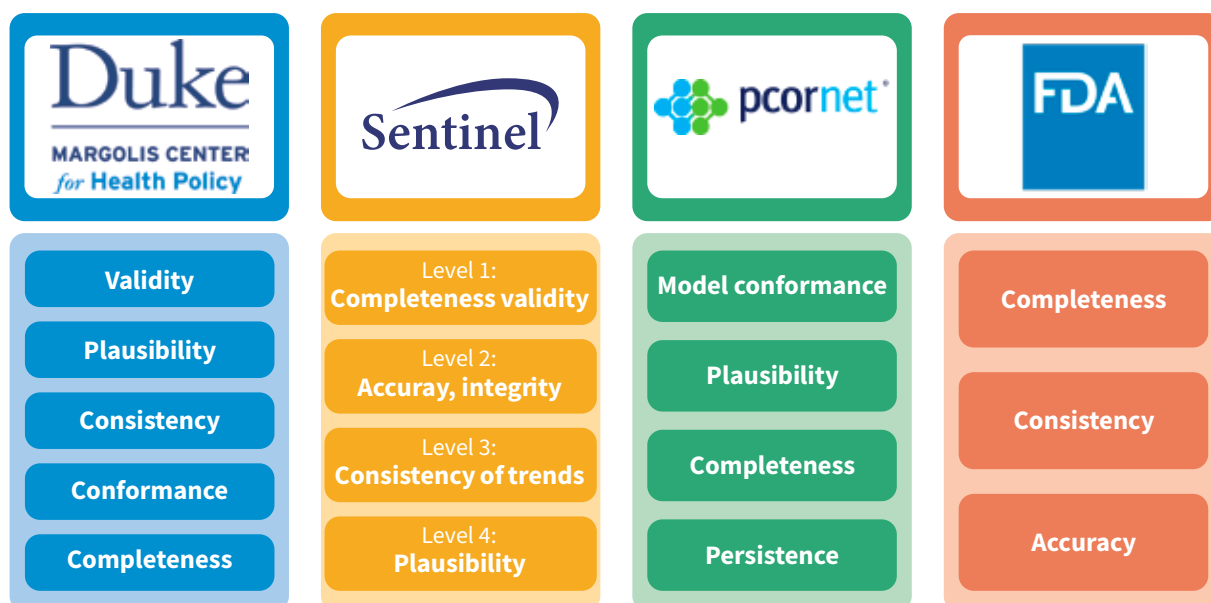 Duke
MARGOLIS CENTER
for Health Policy
Validity
Plausibility
Consistency
Conformance
Completeness
Sentinel
Level 1:
Completeness validity
Level 2:
Accuray, integrity
Level 3:
Consistency of trends
Level 4:
Plausibility
pcornet®
Model conformance
Plausibility
Completeness
Persistence
FDA
Completeness
Consistency
Accuracy